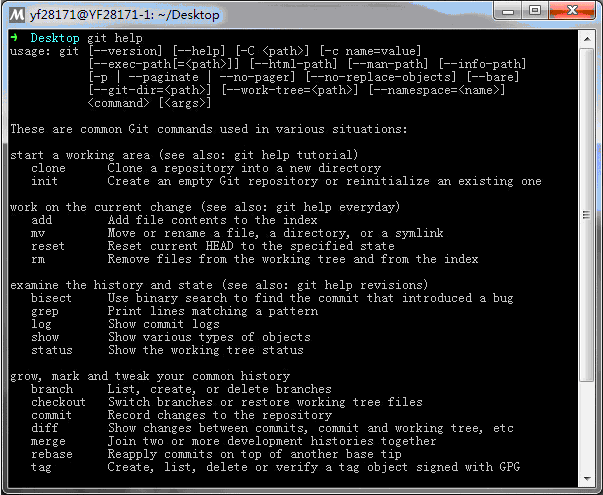 yf28171@YF28171-1: ~/Desktop
➜ Desktop git help
usage: git [--version] [--help] [-C <path>] [-c name=value]
           [--exec-path[=<path>]] [--html-path] [--man-path] [--info-path]
           [-p | --paginate | --no-pager] [--no-replace-objects] [--bare]
           [--git-dir=<path>] [--work-tree=<path>] [--namespace=<name>]
           <command> [<args>]

These are common Git commands used in various situations:

start a working area (see also: git help tutorial)
   clone      Clone a repository into a new directory
   init       Create an empty Git repository or reinitialize an existing one

work on the current change (see also: git help everyday)
   add        Add file contents to the index
   mv         Move or rename a file, a directory, or a symlink
   reset      Reset current HEAD to the specified state
   rm         Remove files from the working tree and from the index

examine the history and state (see also: git help revisions)
   bisect     Use binary search to find the commit that introduced a bug
   grep       Print lines matching a pattern
   log        Show commit logs
   show       Show various types of objects
   status     Show the working tree status

grow, mark and tweak your common history
   branch     List, create, or delete branches
   checkout   Switch branches or restore working tree files
   commit     Record changes to the repository
   diff       Show changes between commits, commit and working tree, etc
   merge      Join two or more development histories together
   rebase     Reapply commits on top of another base tip
   tag        Create, list, delete or verify a tag object signed with GPG